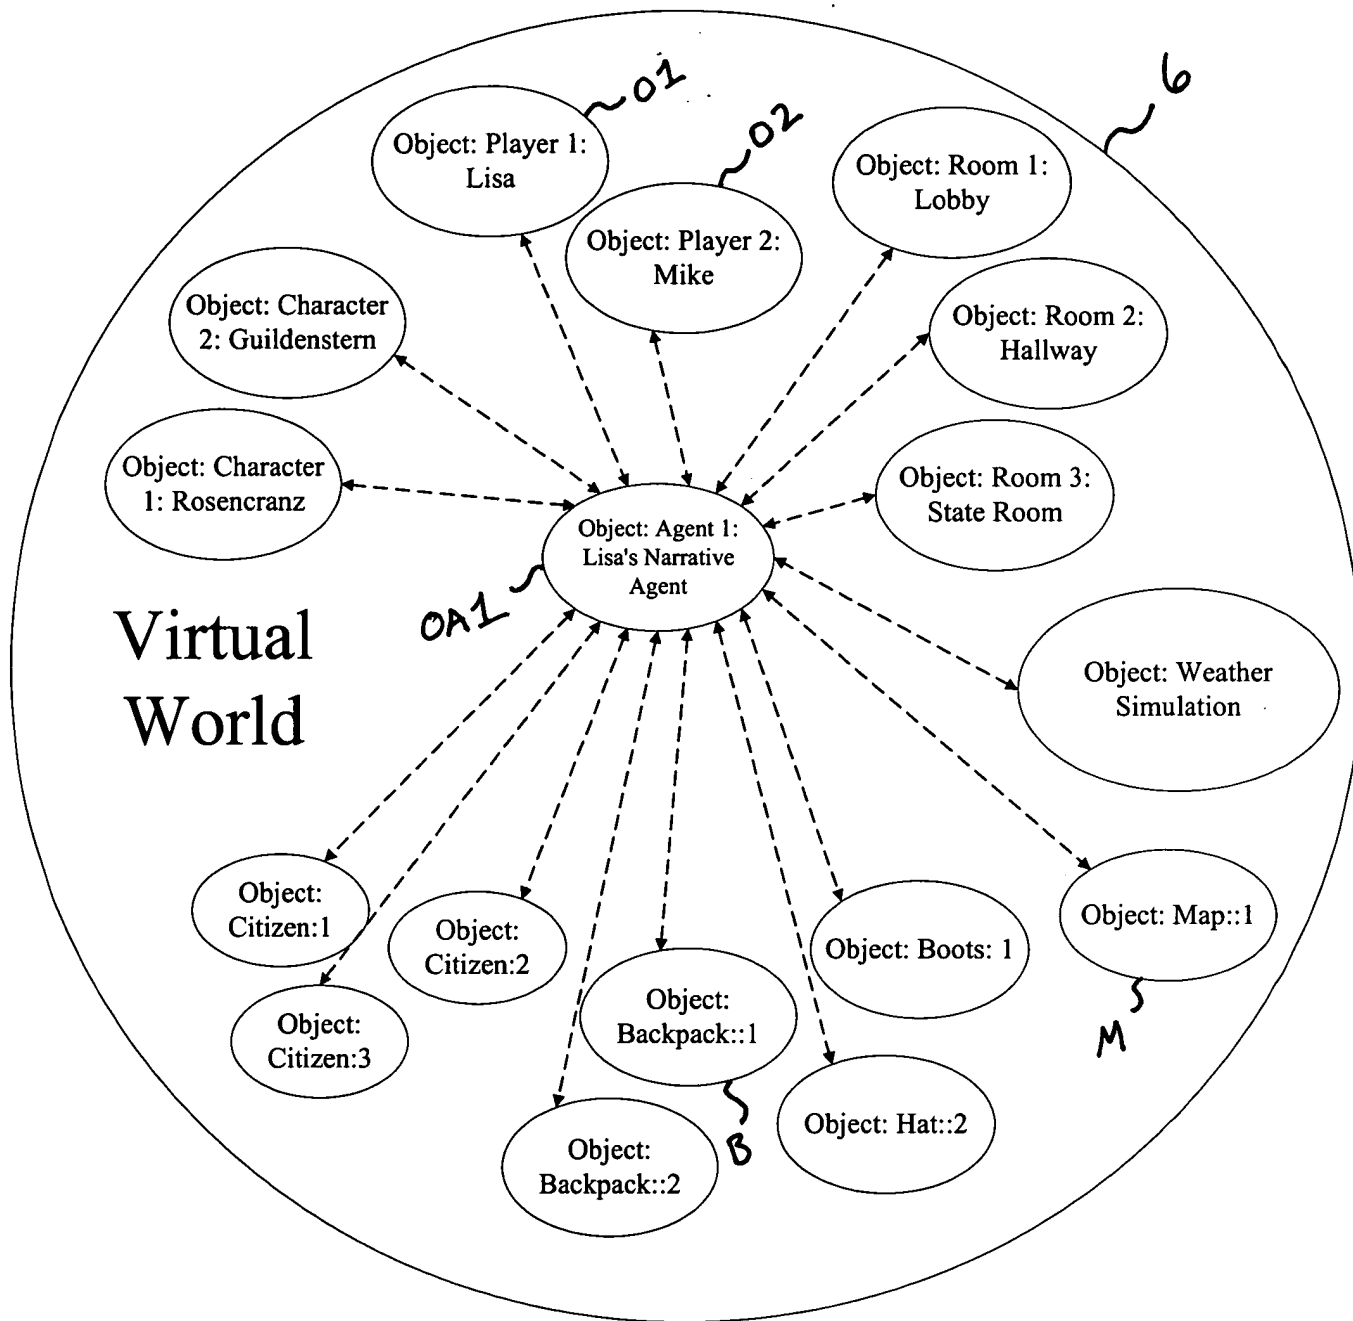 01
6
Object: Player 1:
Lisa
02
Object: Room 1:
Lobby
Object: Player 2:
Mike
Object: Character
2: Guildenstern
Object: Room 2:
Hallway
Object: Character
1: Rosencranz
Object: Room 3:
State Room
Object: Agent 1:
Lisa's Narrative
Agent
OA1
Virtual
World
Object: Weather
Simulation
Object:
Citizen:1
Object:
Citizen:2
Object: Boots: 1
Object: Map::1
Object:
Citizen:3
Object:
Backpack::1
M
Object: Hat::2
B
Object:
Backpack::2